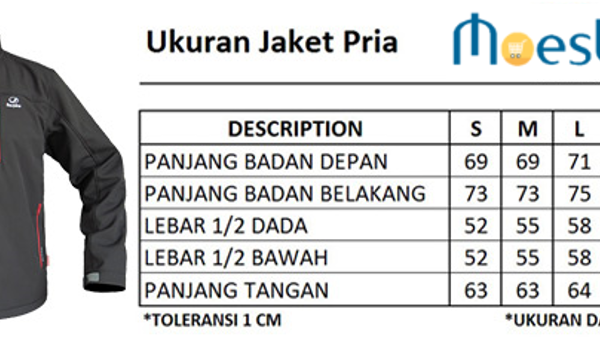 Ukuran Jaket Pria
Moest
DESCRIPTION S M L
PANJANG BADAN DEPAN 69 69 71
PANJANG BADAN BELAKANG 73 73 75
LEBAR 1/2 DADA 52 55 58
LEBAR 1/2 BAWAH 52 55 58
PANJANG TANGAN 63 63 64
*TOLERANSI 1 CM *UKURAN DA